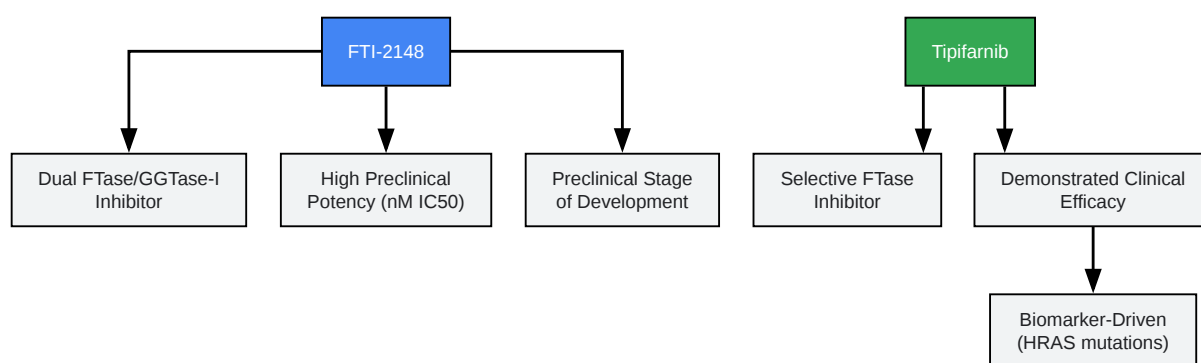 FTI-2148
Tipifarnib
Dual FTase/GGTase-I
Inhibitor
High Preclinical
Potency (nM IC50)
Preclinical Stage
of Development
Selective FTase
Inhibitor
Demonstrated Clinical
Efficacy
Biomarker-Driven
(HRAS mutations)